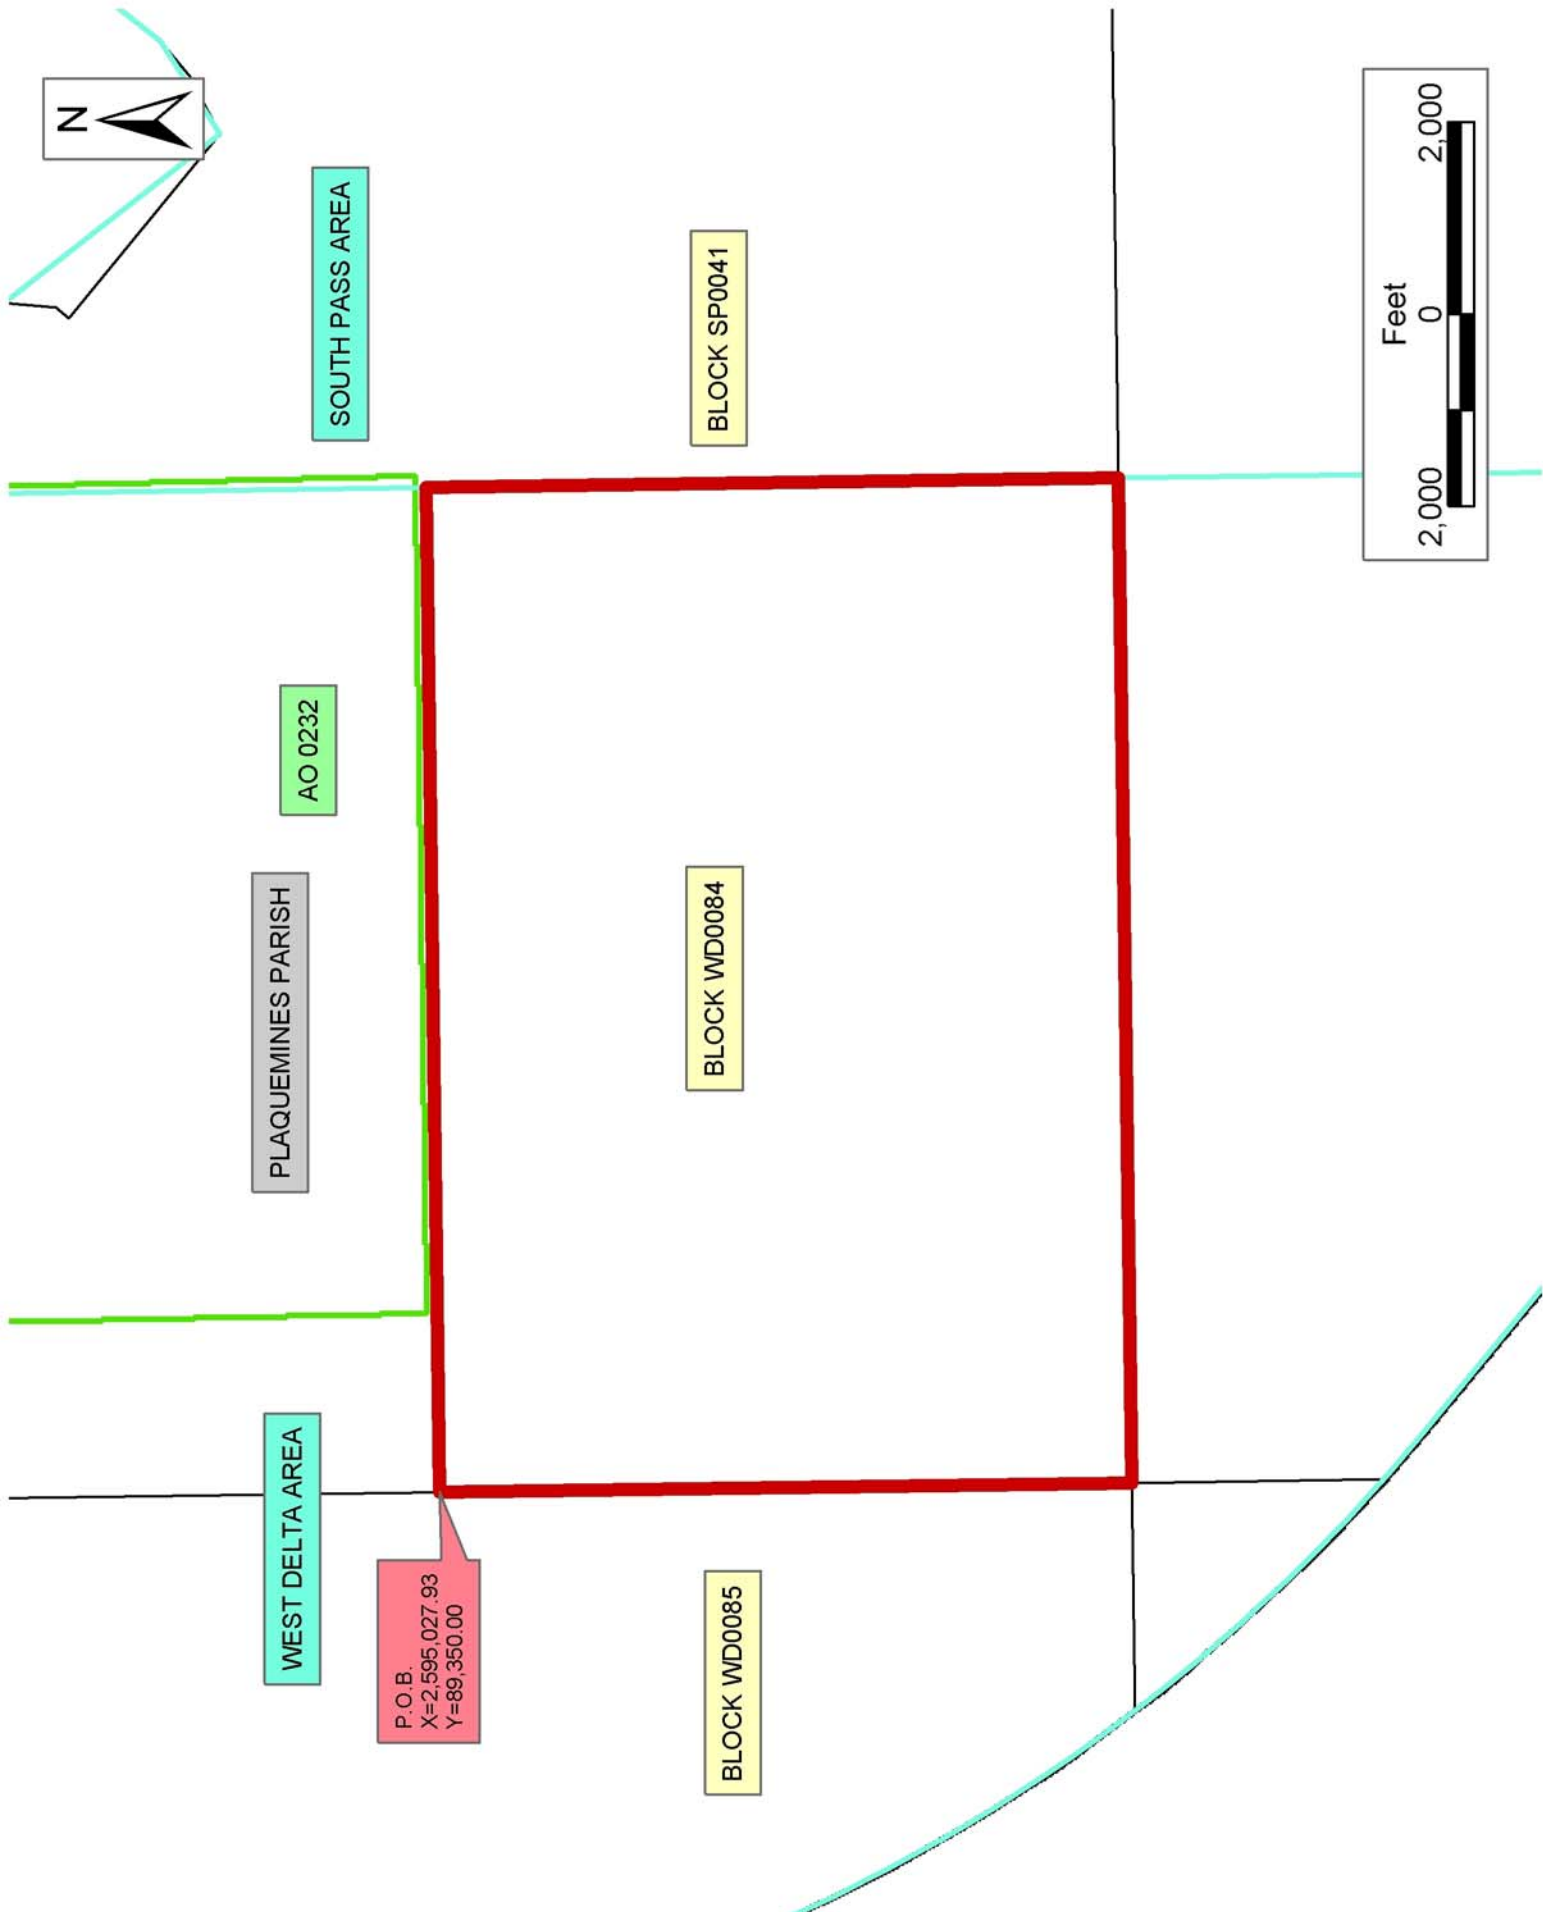 N
SOUTH PASS AREA
AO 0232
PLAQUEMINES PARISH
WEST DELTA AREA
P.O.B.
X=2,595,027.93
Y=89,350.00
BLOCK SP0041
BLOCK WD0084
BLOCK WD0085
Feet
2,000 0 2,000